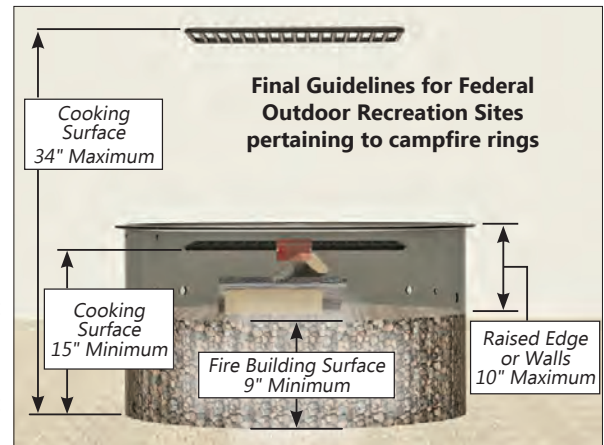 Final Guidelines for Federal
Outdoor Recreation Sites
pertaining to campfire rings
Cooking
Surface
34" Maximum
Cooking
Surface
15" Minimum
Fire Building Surface
9" Minimum
Raised Edge
or Walls
10" Maximum